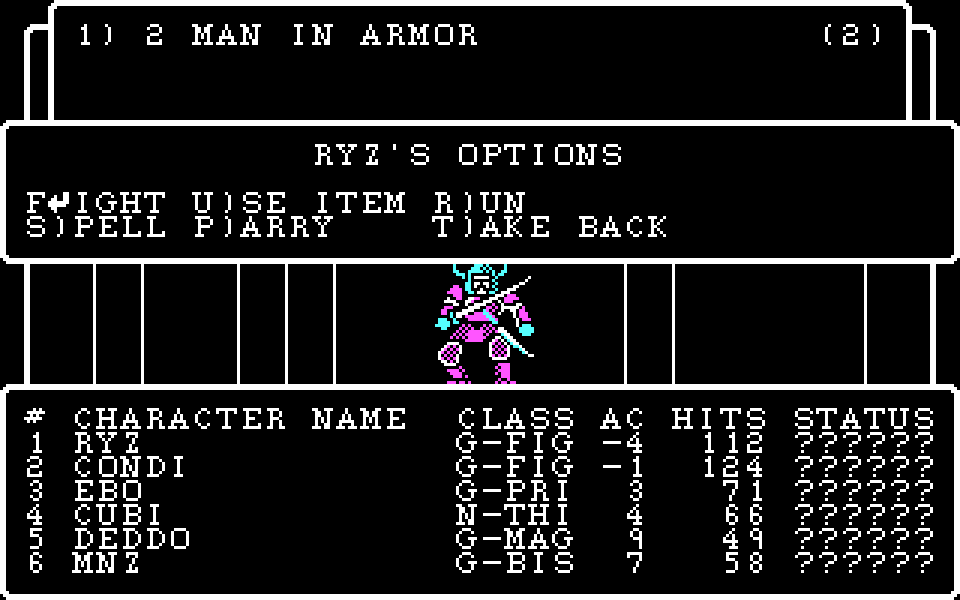 1) 2 MAN IN ARMOR (2)
RYZ'S OPTIONS
F↵IGHT U)SE ITEM R)UN
S)PELL P)ARRY T)AKE BACK
# CHARACTER NAME CLASS AC HITS STATUS
1 RYZ G-FIG -4 112 ??????
2 CONDI G-FIG -1 124 ??????
3 EBO G-PRI 3 71 ??????
4 CUBI N-THI 4 66 ??????
5 DEDDO G-MAG 9 49 ??????
6 MNZ G-BIS 7 58 ??????